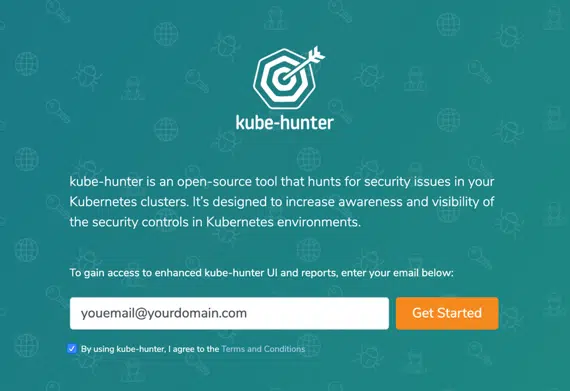 kube-hunter
kube-hunter is an open-source tool that hunts for security issues in your
Kubernetes clusters. It's designed to increase awareness and visibility of
the security controls in Kubernetes environments.
To gain access to enhanced kube-hunter UI and reports, enter your email below:
youemail@yourdomain.com
Get Started
By using kube-hunter, I agree to the Terms and Conditions